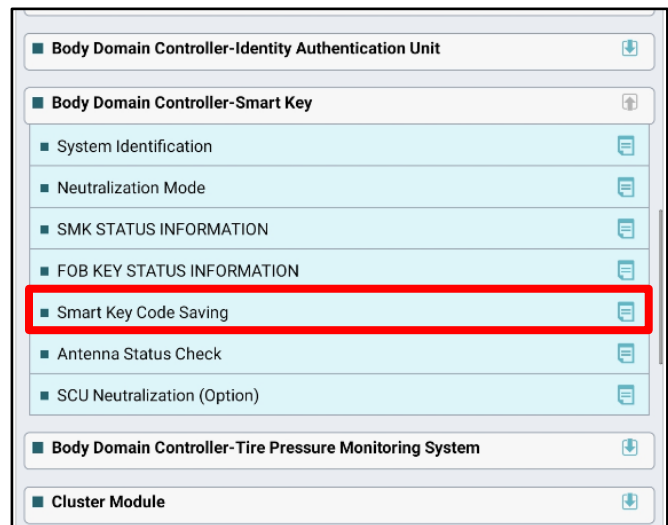 Body Domain Controller-Identity Authentication Unit
Body Domain Controller-Smart Key
System Identification
Neutralization Mode
SMK STATUS INFORMATION
FOB KEY STATUS INFORMATION
Smart Key Code Saving
Antenna Status Check
SCU Neutralization (Option)
Body Domain Controller-Tire Pressure Monitoring System
Cluster Module